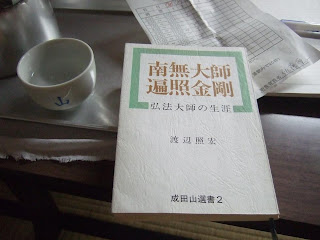 南無大師
遍照金剛
弘法大師の生涯
渡辺照宏
成田山選書2
山